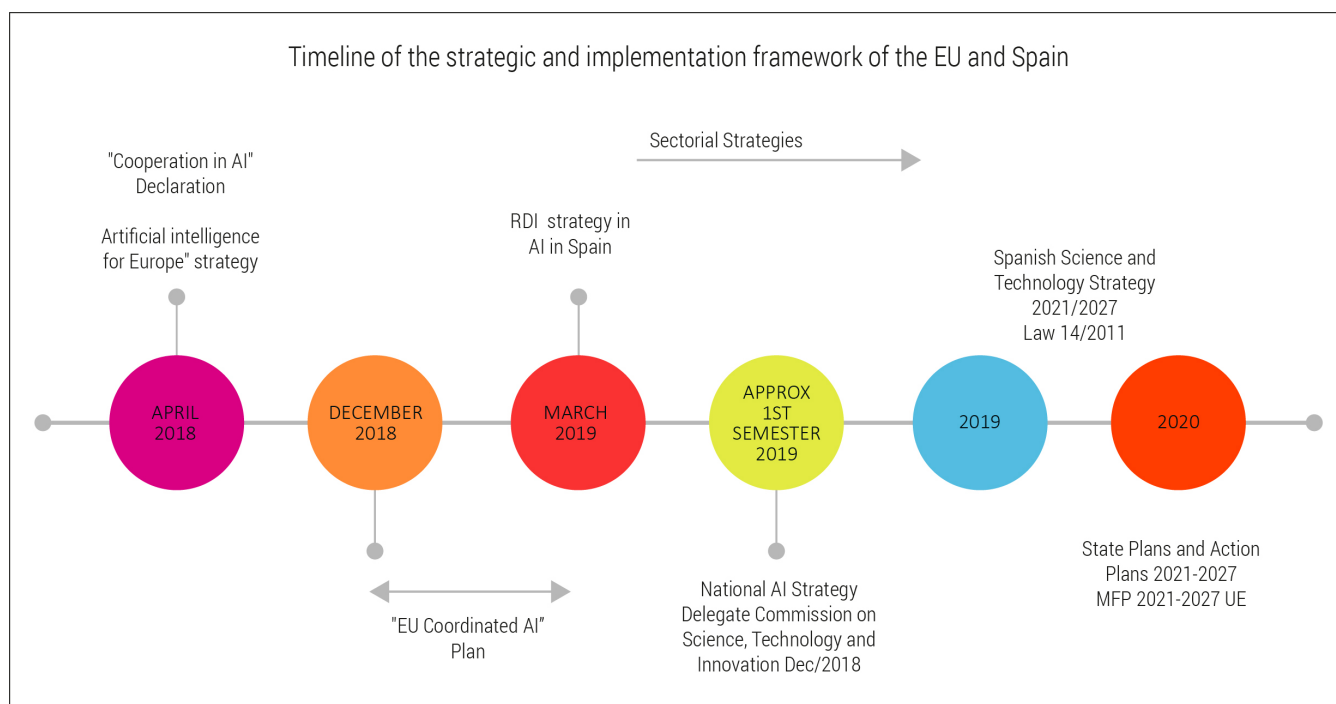 Timeline of the strategic and implementation framework of the EU and Spain
Sectorial Strategies
"Cooperation in AI"
Declaration
Artificial intelligence
for Europe" strategy
RDI strategy in
AI in Spain
Spanish Science and
Technology Strategy
2021/2027
Law 14/2011
APRIL
2018
DECEMBER
2018
MARCH
2019
APPROX
1ST
SEMESTER
2019
2019
2020
"EU Coordinated AI"
Plan
National AI Strategy
Delegate Commission on
Science, Technology and
Innovation Dec/2018
State Plans and Action
Plans 2021-2027
MFP 2021-2027 UE